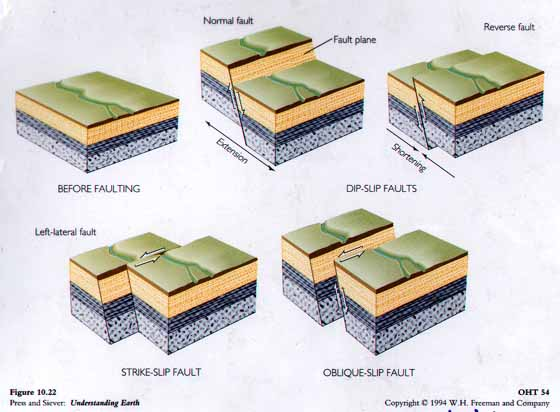 Normal fault
Fault plane
Reverse fault
Extension
Shortening
BEFORE FAULTING
DIP-SLIP FAULTS
Left-lateral fault
STRIKE-SLIP FAULT
OBLIQUE-SLIP FAULT
Figure 10.22
Press and Siever: Understanding Earth
OHT 54
Copyright © 1994 W.H. Freeman and Company